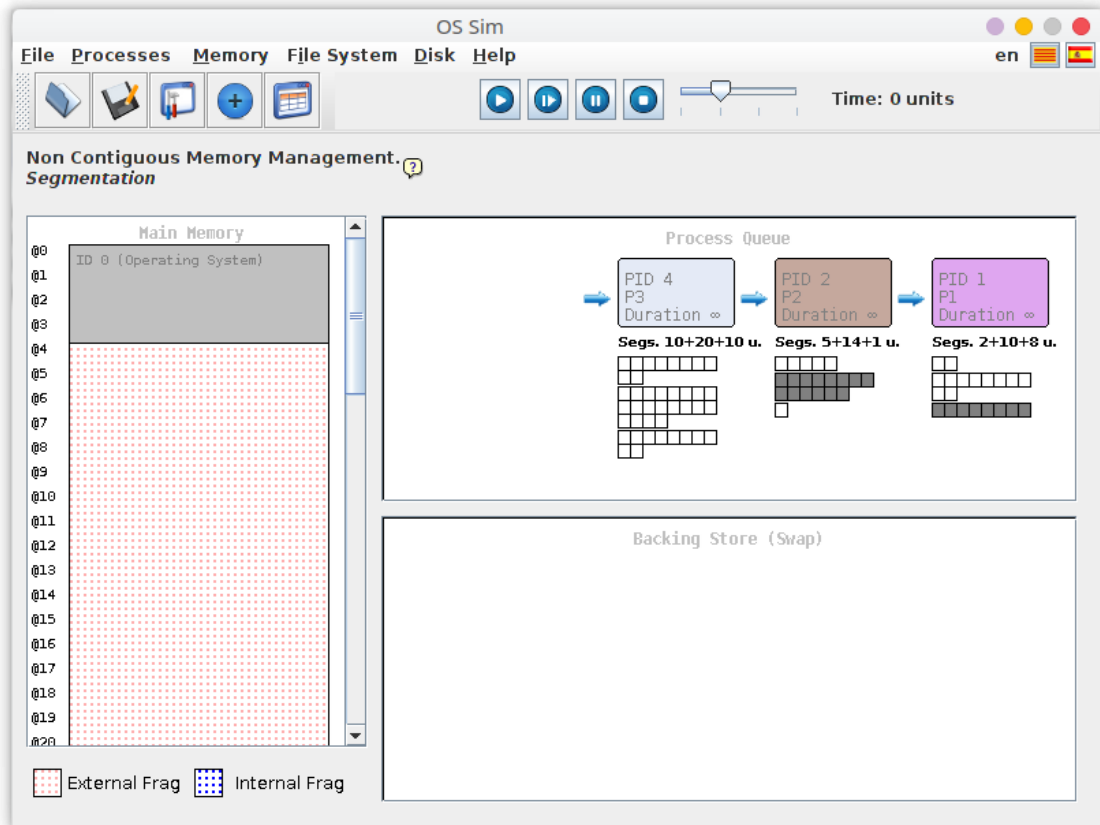 OS Sim
File Processes Memory File System Disk Help en
Time: 0 units
Non Contiguous Memory Management.
?
Segmentation
Main Memory
@0
ID 0 (Operating System)
@1
@2
@3
@4
@5
@6
@7
@8
@9
@10
@11
@12
@13
@14
@15
@16
@17
@18
@19
@20
External Frag Internal Frag
Process Queue
PID 4
P3
Duration ∞
Segs. 10+20+10 u.
PID 2
P2
Duration ∞
Segs. 5+14+1 u.
PID 1
P1
Duration ∞
Segs. 2+10+8 u.
Backing Store (Swap)